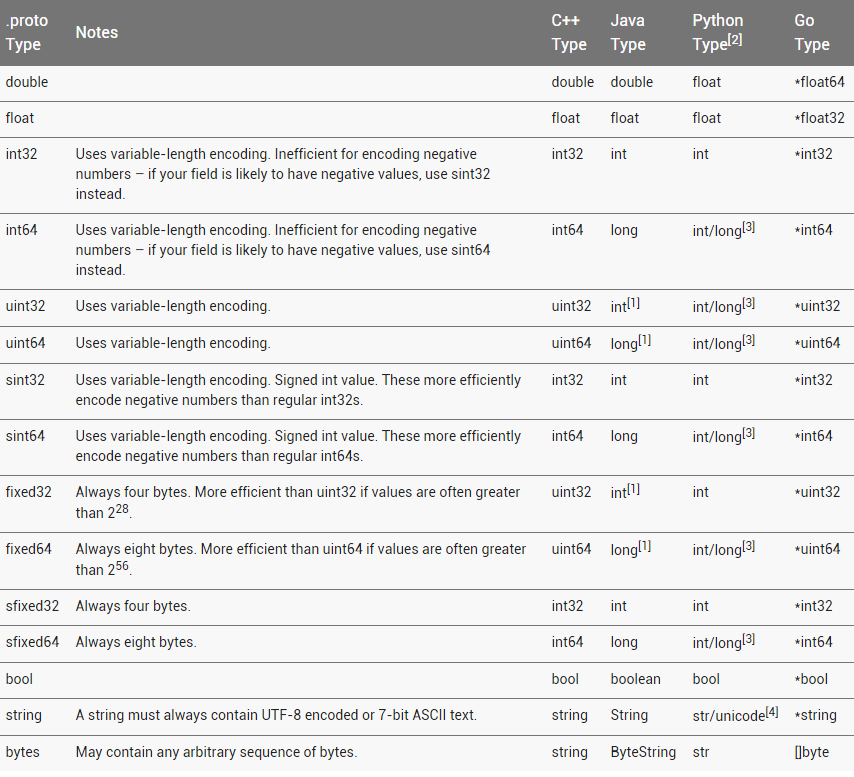 .proto Type Notes C++ Type Java Type Python Type[2] Go Type
double double double float *float64
float float float float *float32
int32 Uses variable-length encoding. Inefficient for encoding negative int32 int int *int32
numbers – if your field is likely to have negative values, use sint32
instead.
int64 Uses variable-length encoding. Inefficient for encoding negative int64 long int/long[3] *int64
numbers – if your field is likely to have negative values, use sint64
instead.
uint32 Uses variable-length encoding. uint32 int[1] int/long[3] *uint32
uint64 Uses variable-length encoding. uint64 long[1] int/long[3] *uint64
sint32 Uses variable-length encoding. Signed int value. These more efficiently int32 int int *int32
encode negative numbers than regular int32s.
sint64 Uses variable-length encoding. Signed int value. These more efficiently int64 long int/long[3] *int64
encode negative numbers than regular int64s.
fixed32 Always four bytes. More efficient than uint32 if values are often greater uint32 int[1] int *uint32
than 2^28.
fixed64 Always eight bytes. More efficient than uint64 if values are often greater uint64 long[1] int/long[3] *uint64
than 2^56.
sfixed32 Always four bytes. int32 int int *int32
sfixed64 Always eight bytes. int64 long int/long[3] *int64
bool bool boolean bool *bool
string A string must always contain UTF-8 encoded or 7-bit ASCII text. string String str/unicode[4] *string
bytes May contain any arbitrary sequence of bytes. string ByteString str []byte